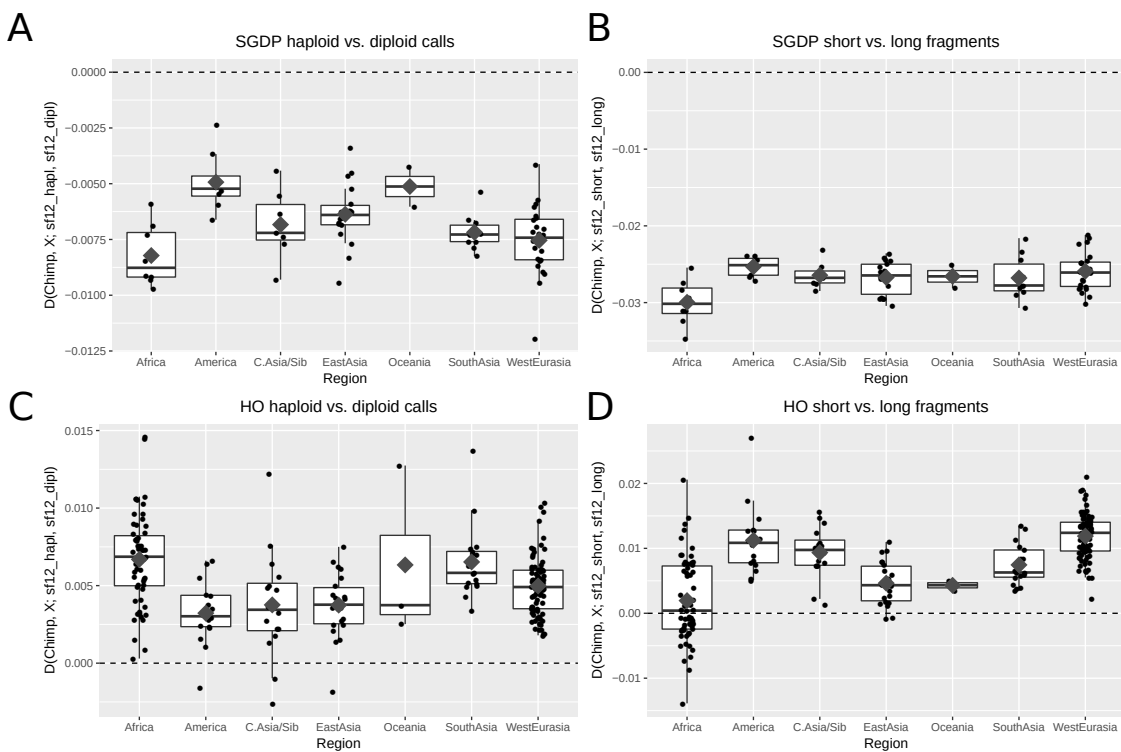 A
SGDP haploid vs. diploid calls
D(Chimp, X; sf12_hapl, sf12_dipl)
0.0000
−0.0025
−0.0050
−0.0075
−0.0100
−0.0125
Africa America C.Asia/Sib EastAsia Oceania SouthAsia WestEurasia
Region
B
SGDP short vs. long fragments
D(Chimp, X; sf12_short, sf12_long)
0.00
−0.01
−0.02
−0.03
Africa America C.Asia/Sib EastAsia Oceania SouthAsia WestEurasia
Region
C
HO haploid vs. diploid calls
D(Chimp, X; sf12_hapl, sf12_dipl)
0.015
0.010
0.005
0.000
Africa America C.Asia/Sib EastAsia Oceania SouthAsia WestEurasia
Region
D
HO short vs. long fragments
D(Chimp, X; sf12_short, sf12_long)
0.02
0.01
0.00
−0.01
Africa America C.Asia/Sib EastAsia Oceania SouthAsia WestEurasia
Region